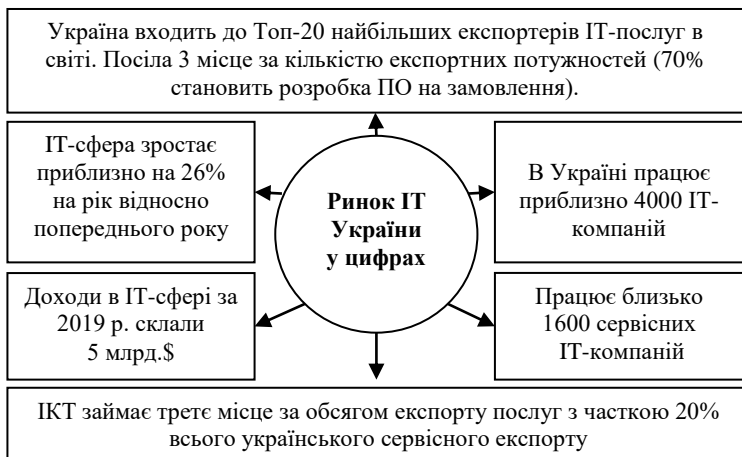 Україна входить до Топ-20 найбільших експортерів ІТ-послуг в
світі. Посіла 3 місце за кількістю експортних потужностей (70%
становить розробка ПО на замовлення).
ІТ-сфера зростає
приблизно на 26%
на рік відносно
попереднього року
Ринок ІТ
України
у цифрах
В Україні працює
приблизно 4000 ІТ-
компаній
Доходи в ІТ-сфері за
2019 р. склали
5 млрд.$
Працює близько
1600 сервісних
ІТ-компаній
ІКТ займає третє місце за обсягом експорту послуг з часткою 20%
всього українського сервісного експорту